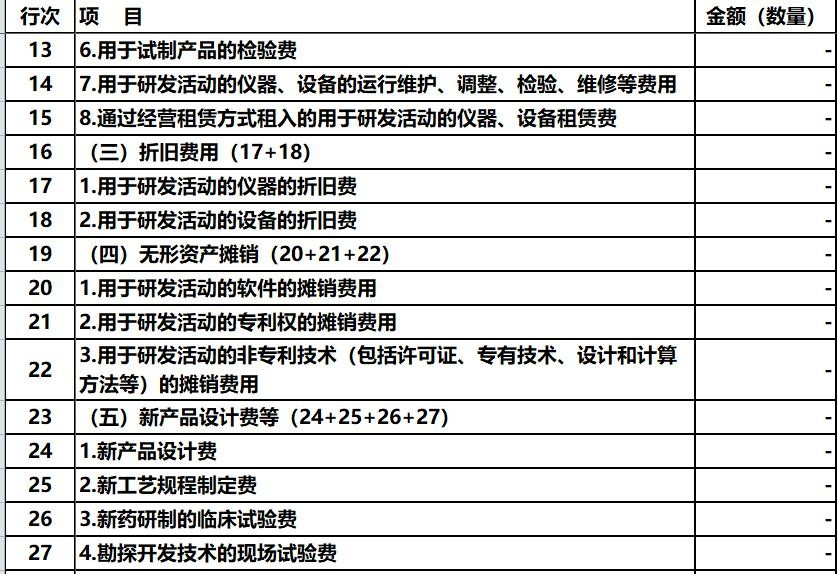 行次 项 目 金额（数量）
13 6.用于试制产品的检验费 -
14 7.用于研发活动的仪器、设备的运行维护、调整、检验、维修等费用 -
15 8.通过经营租赁方式租入的用于研发活动的仪器、设备租赁费 -
16 （三）折旧费用（17+18） -
17 1.用于研发活动的仪器的折旧费 -
18 2.用于研发活动的设备的折旧费 -
19 （四）无形资产摊销（20+21+22） -
20 1.用于研发活动的软件的摊销费用 -
21 2.用于研发活动的专利权的摊销费用 -
22 3.用于研发活动的非专利技术（包括许可证、专有技术、设计和计算
方法等）的摊销费用 -
23 （五）新产品设计费等（24+25+26+27） -
24 1.新产品设计费 -
25 2.新工艺规程制定费 -
26 3.新药研制的临床试验费 -
27 4.勘探开发技术的现场试验费 -